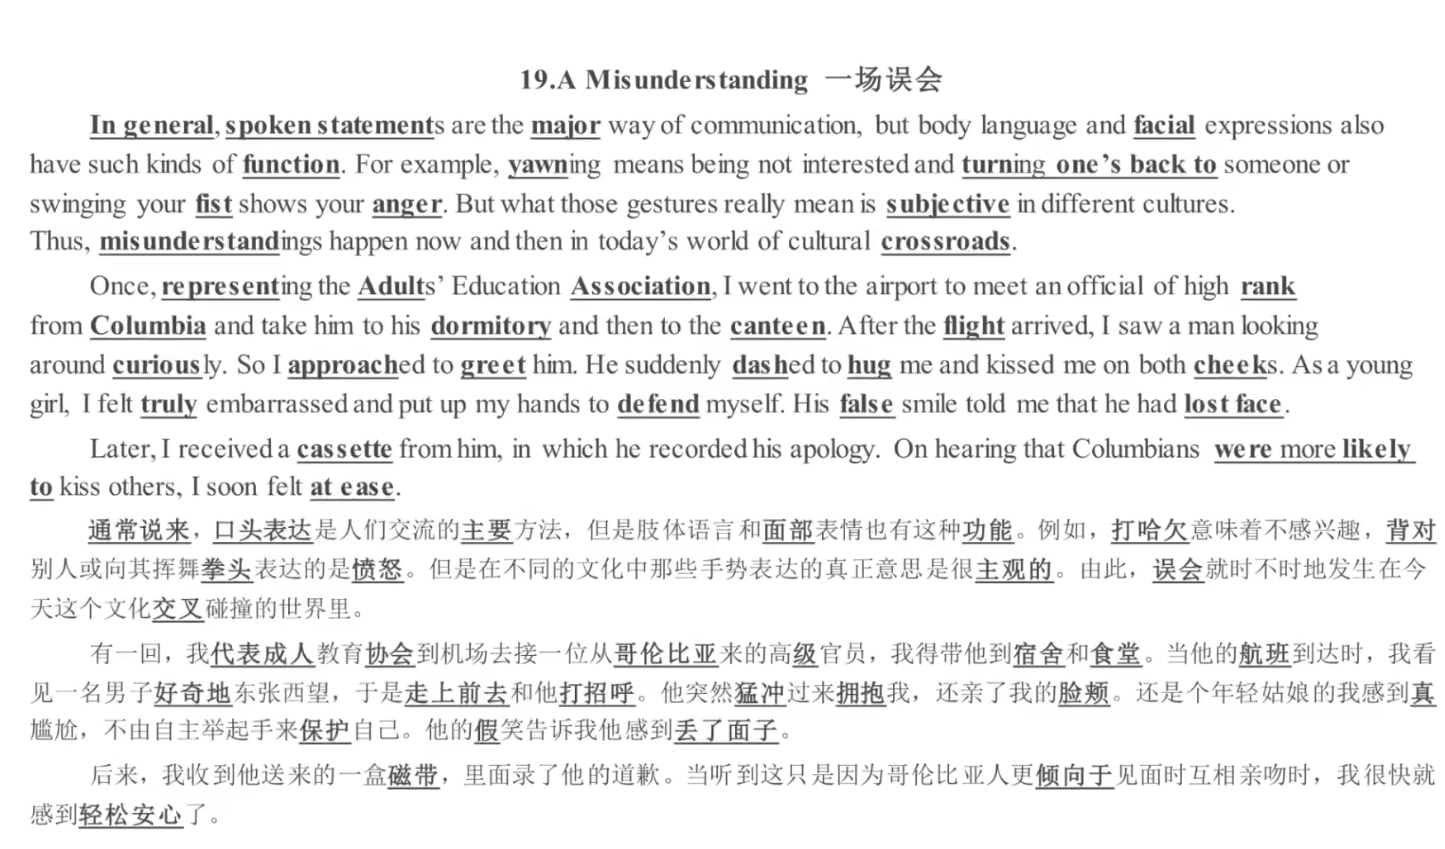 19.A Misunderstanding 一场误会
In general, spoken statements are the major way of communication, but body language and facial expressions also
have such kinds of function. For example, yawning means being not interested and turning one's back to someone or
swinging your fist shows your anger. But what those gestures really mean is subjective in different cultures.
Thus, misunderstandings happen now and then in today's world of cultural crossroads.
Once, representing the Adults' Education Association, I went to the airport to meet an official of high rank
from Columbia and take him to his dormitory and then to the canteen. After the flight arrived, I saw a man looking
around curiously. So I approached to greet him. He suddenly dashed to hug me and kissed me on both cheeks. As a young
girl, I felt truly embarrassed and put up my hands to defend myself. His false smile told me that he had lost face.
Later, I received a cassette from him, in which he recorded his apology. On hearing that Columbians were more likely
to kiss others, I soon felt at ease.
通常说来，口头表达是人们交流的主要方法，但是肢体语言和面部表情也有这种功能。例如，打哈欠意味着不感兴趣，背对
别人或向其挥舞拳头表达的是愤怒。但是在不同的文化中那些手势表达的真正意思是很主观的。由此，误会就时不时地发生在今
天这个文化交叉碰撞的世界里。
有一回，我代表成人教育协会到机场去接一位从哥伦比亚来的高级官员，我得带他到宿舍和食堂。当他的航班到达时，我看
见一名男子好奇地东张西望，于是走上前去和他打招呼。他突然猛冲过来拥抱我，还亲了我的脸颊。还是个年轻姑娘的我感到真
尴尬，不由自主举起手来保护自己。他的假笑告诉我他感到丢了面子。
后来，我收到他送来的一盒磁带，里面录了他的道歉。当听到这只是因为哥伦比亚人更倾向于见面时互相亲吻时，我很快就
感到轻松安心了。